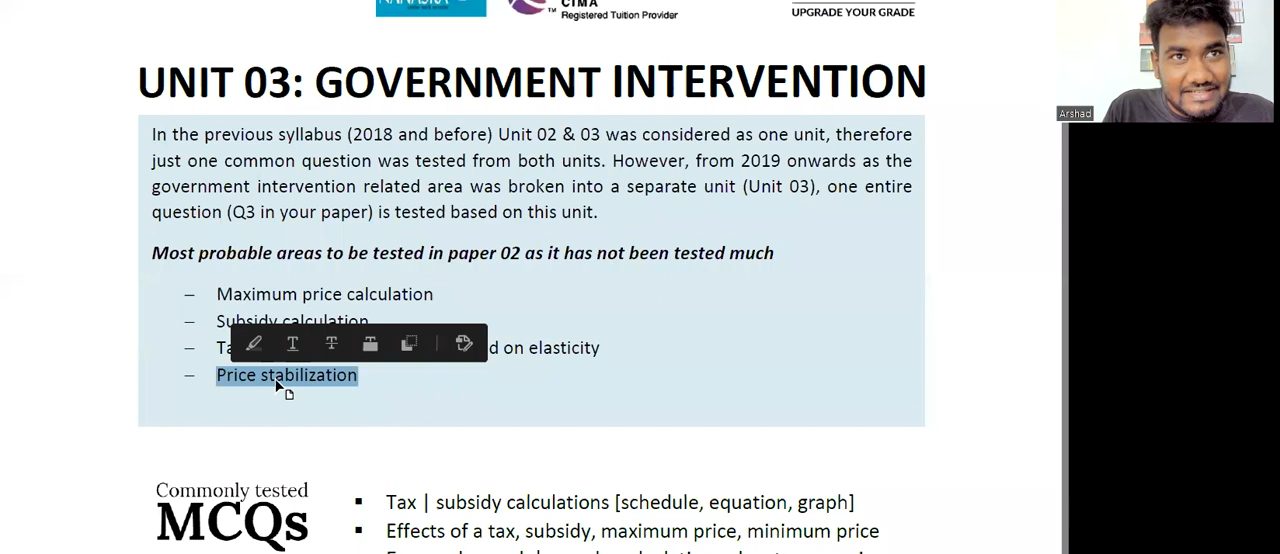 CIMA
TM
Registered Tuition Provider
UPGRADE YOUR GRADE
UNIT 03: GOVERNMENT INTERVENTION
Arshad
In the previous syllabus (2018 and before) Unit 02 & 03 was considered as one unit, therefore
just one common question was tested from both units. However, from 2019 onwards as the
government intervention related area was broken into a separate unit (Unit 03), one entire
question (Q3 in your paper) is tested based on this unit.
Most probable areas to be tested in paper 02 as it has not been tested much
– Maximum price calculation
– Subsidy calculation
– d on elasticity
– Price stabilization
Commonly tested
MCQs
▪ Tax | subsidy calculations [schedule, equation, graph]
▪ Effects of a tax, subsidy, maximum price, minimum price